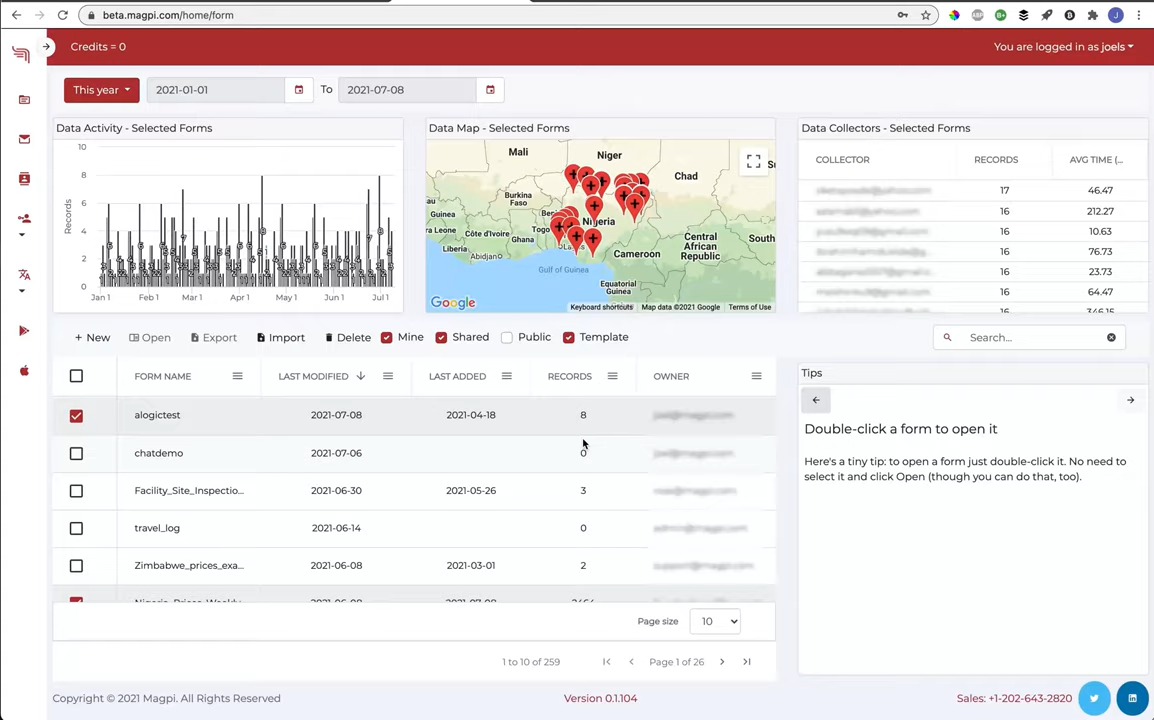 beta.magpi.com/home/form
Credits = 0
You are logged in as joels
This year
2021-01-01
To
2021-07-08
Data Activity - Selected Forms
Records
10
8
6
4
2
0
Jan 1 Feb 1 Mar 1 Apr 1 May 1 Jun 1 Jul 1
Data Map - Selected Forms
Mali
Niger
Chad
Burkina
Faso
Guinea
Nigeria
Togo
Côte d'Ivoire
Ghana
Liberia
Abidjan
Cameroon
Central
African
Republic
South
Gulf of Guinea
Equatorial
Guinea
Google
Keyboard shortcuts Map data ©2021 Google Terms of Use
Data Collectors - Selected Forms
COLLECTOR RECORDS AVG TIME (...
17 46.47
16 212.27
16 10.63
16 76.73
16 23.73
16 64.47
16 346.15
+ New Open Export Import Delete Mine Shared Public Template
Search...
FORM NAME LAST MODIFIED LAST ADDED RECORDS OWNER
alogictest 2021-07-08 2021-04-18 8
chatdemo 2021-07-06 0
Facility_Site_Inspectio... 2021-06-30 2021-05-26 3
travel_log 2021-06-14 0
Zimbabwe_prices_exa... 2021-06-08 2021-03-01 2
Nigeria_Prices_Weekly 2021-06-08 2021-07-08 2464
Page size 10
1 to 10 of 259 Page 1 of 26
Tips
Double-click a form to open it
Here's a tiny tip: to open a form just double-click it. No need to
select it and click Open (though you can do that, too).
Copyright © 2021 Magpi. All Rights Reserved
Version 0.1.104
Sales: +1-202-643-2820